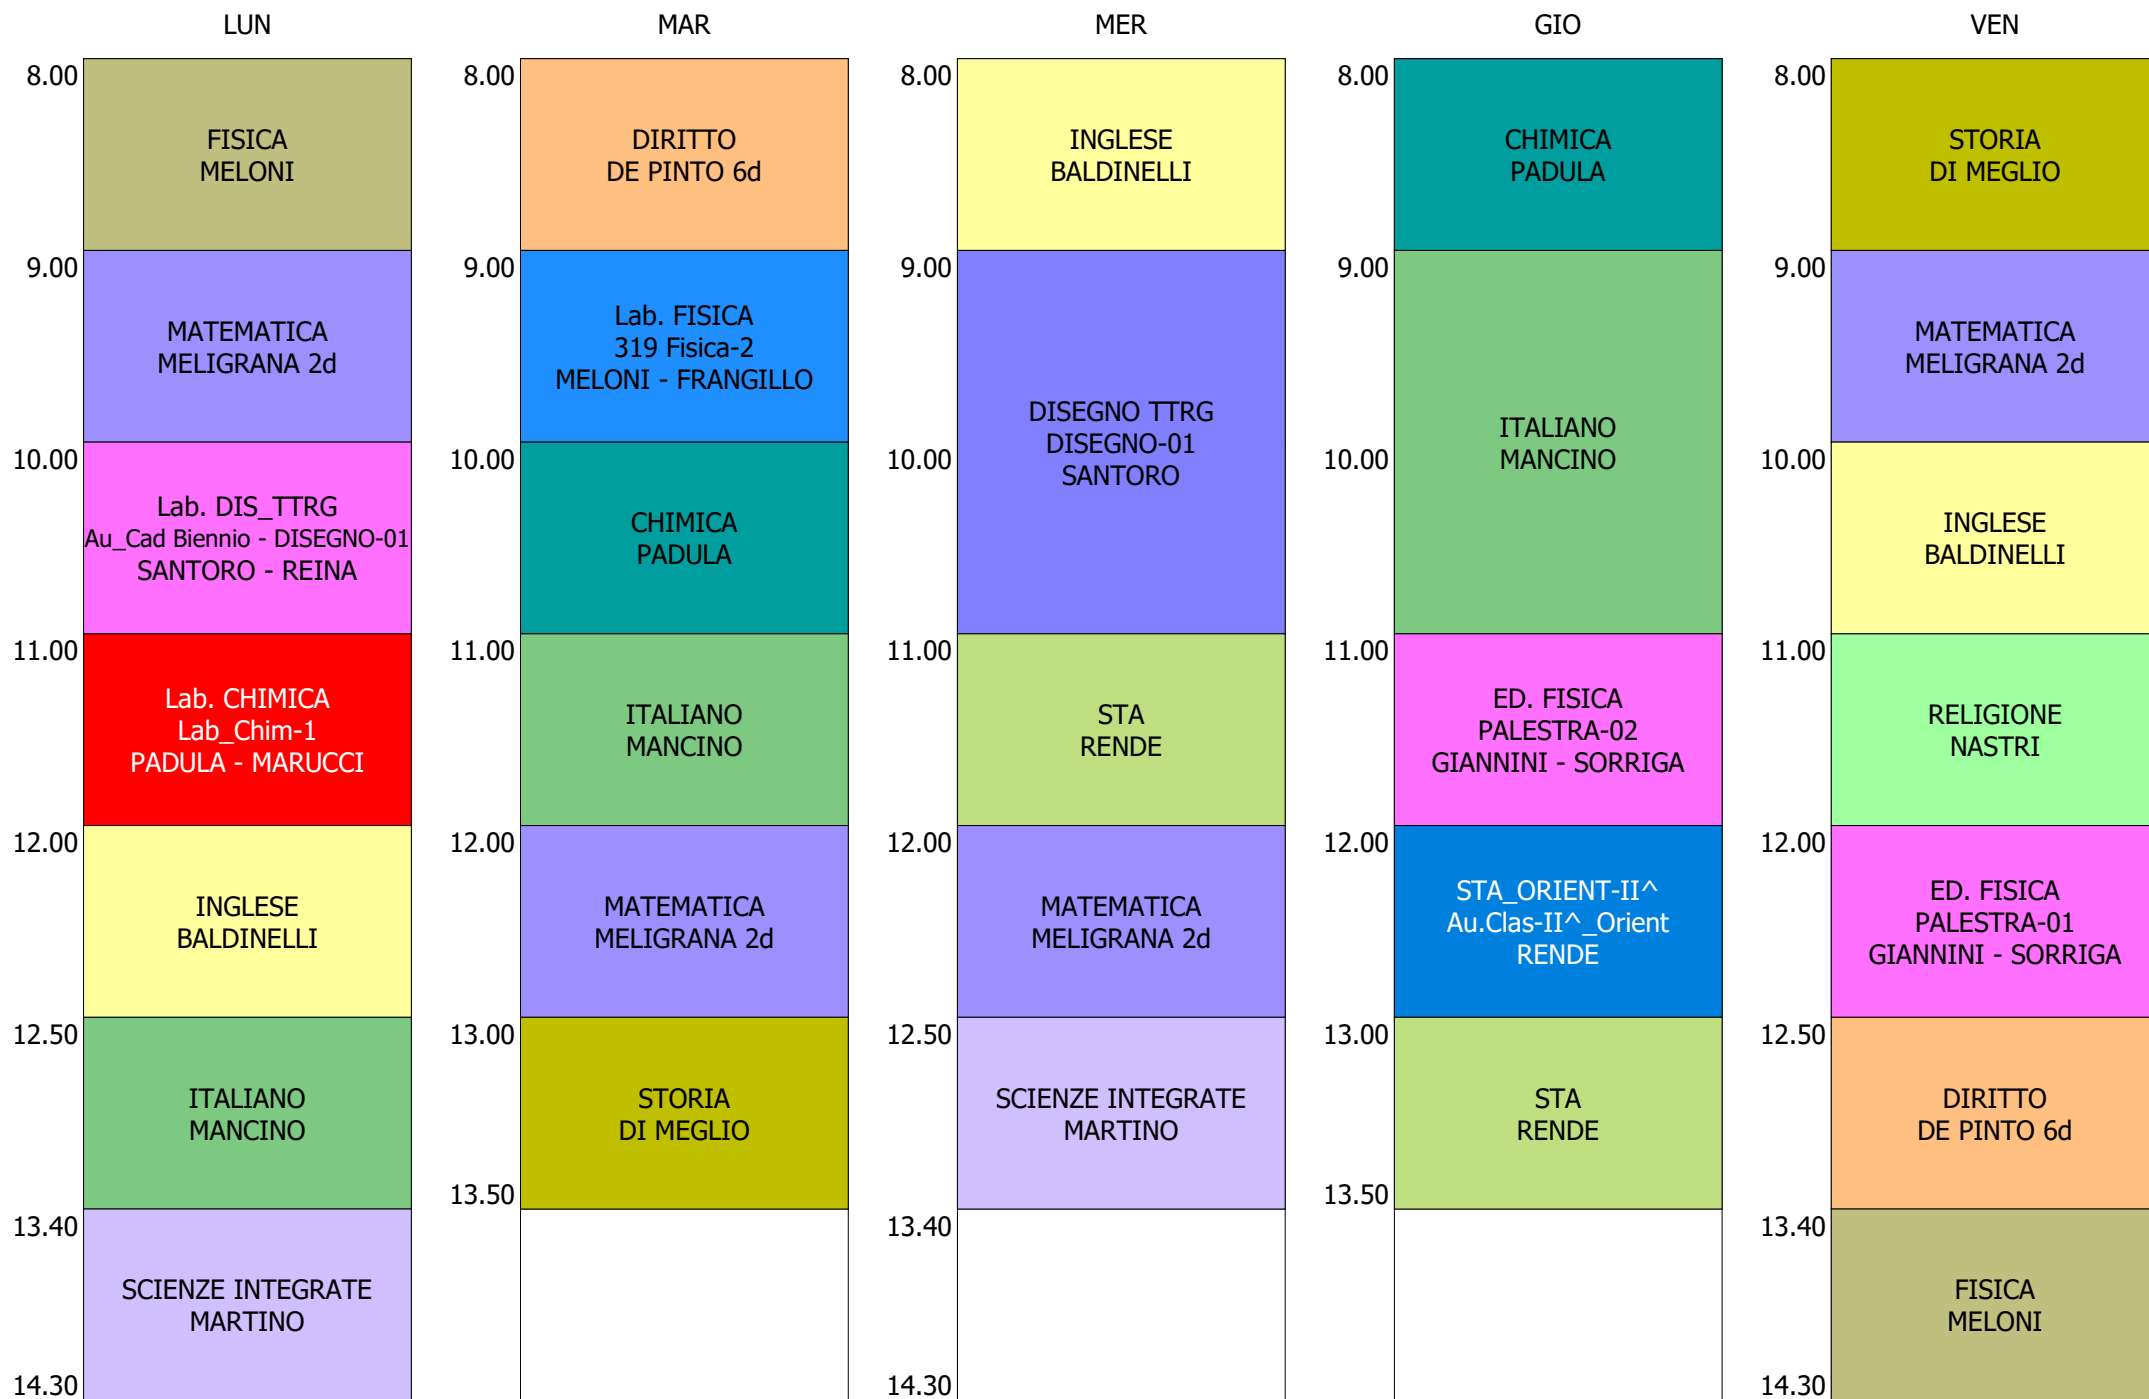 LUN
8.00
FISICA
MELONI
9.00
MATEMATICA
MELIGRANA 2d
10.00
Lab. DIS_TTRG
Au_Cad Biennio - DISEGNO-01
SANTORO - REINA
11.00
Lab. CHIMICA
Lab_Chim-1
PADULA - MARUCCI
12.00
INGLESE
BALDINELLI
12.50
ITALIANO
MANCINO
13.40
SCIENZE INTEGRATE
MARTINO
14.30
MAR
8.00
DIRITTO
DE PINTO 6d
9.00
Lab. FISICA
319 Fisica-2
MELONI - FRANGILLO
10.00
CHIMICA
PADULA
11.00
ITALIANO
MANCINO
12.00
MATEMATICA
MELIGRANA 2d
13.00
STORIA
DI MEGLIO
13.50
MER
8.00
INGLESE
BALDINELLI
9.00
DISEGNO TTRG
DISEGNO-01
10.00
SANTORO
11.00
STA
RENDE
12.00
MATEMATICA
MELIGRANA 2d
12.50
SCIENZE INTEGRATE
MARTINO
13.40
14.30
GIO
8.00
CHIMICA
PADULA
9.00
ITALIANO
10.00
MANCINO
11.00
ED. FISICA
PALESTRA-02
GIANNINI - SORRIGA
12.00
STA_ORIENT-II^
Au.Clas-II^_Orient
RENDE
13.00
STA
RENDE
13.50
VEN
8.00
STORIA
DI MEGLIO
9.00
MATEMATICA
MELIGRANA 2d
10.00
INGLESE
BALDINELLI
11.00
RELIGIONE
NASTRI
12.00
ED. FISICA
PALESTRA-01
GIANNINI - SORRIGA
12.50
DIRITTO
DE PINTO 6d
13.40
FISICA
MELONI
14.30